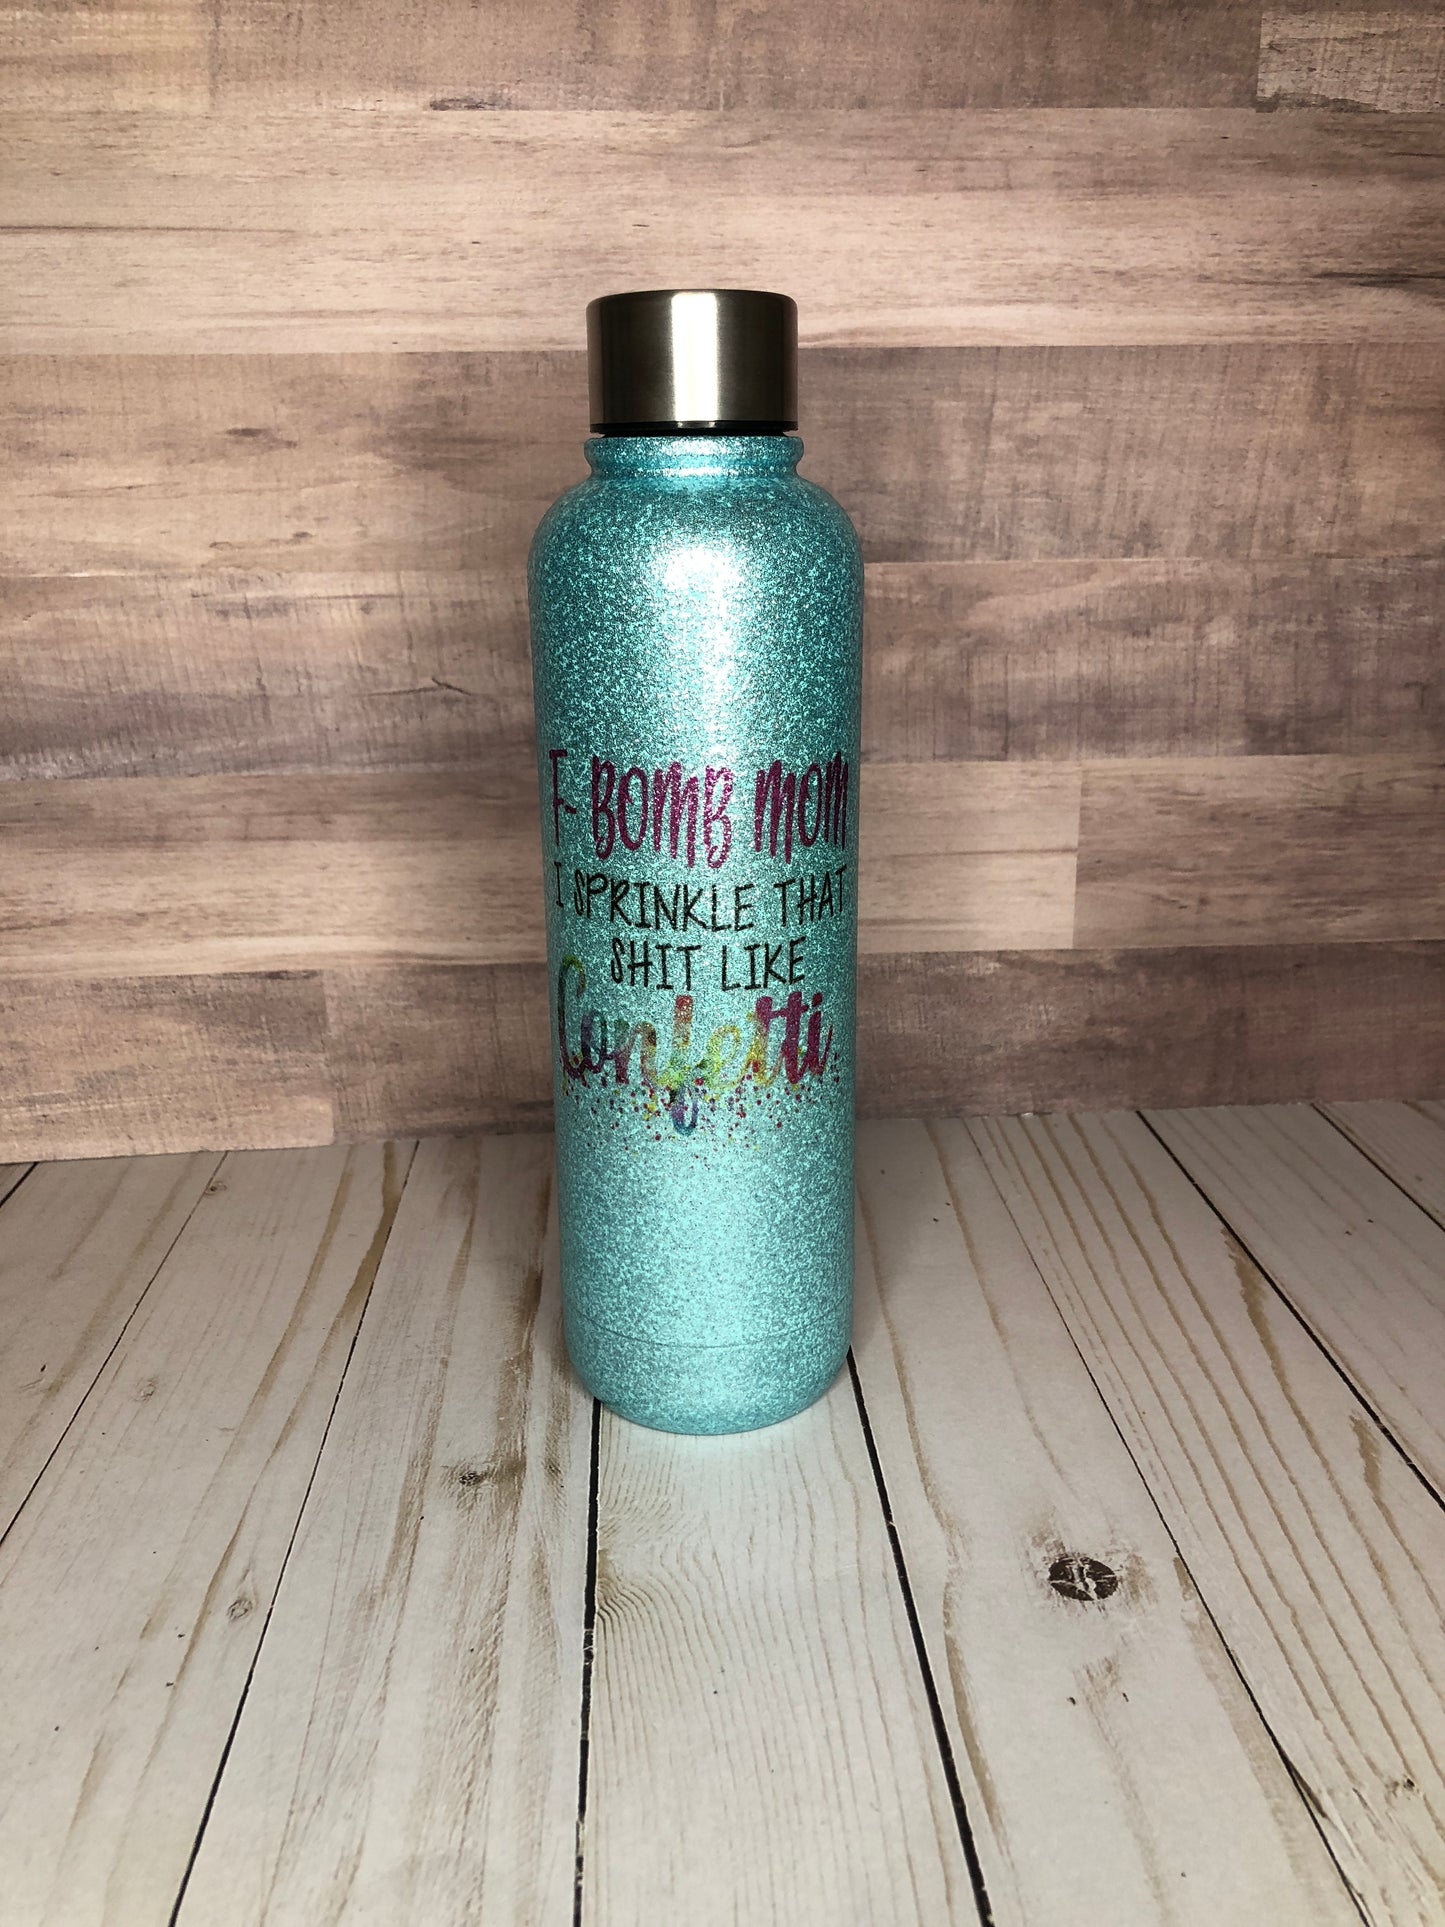 F- BOMB MOM
I SPRINKLE THAT
SHIT LIKE
Confetti